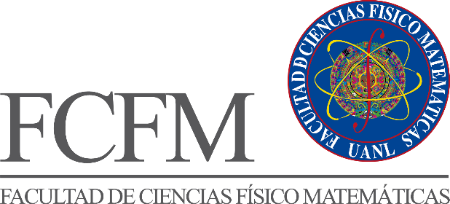 FCFM
FACULTAD DE CIENCIAS FISICO MATEMATICAS
UANL
FACULTAD DE CIENCIAS FÍSICO MATEMÁTICAS